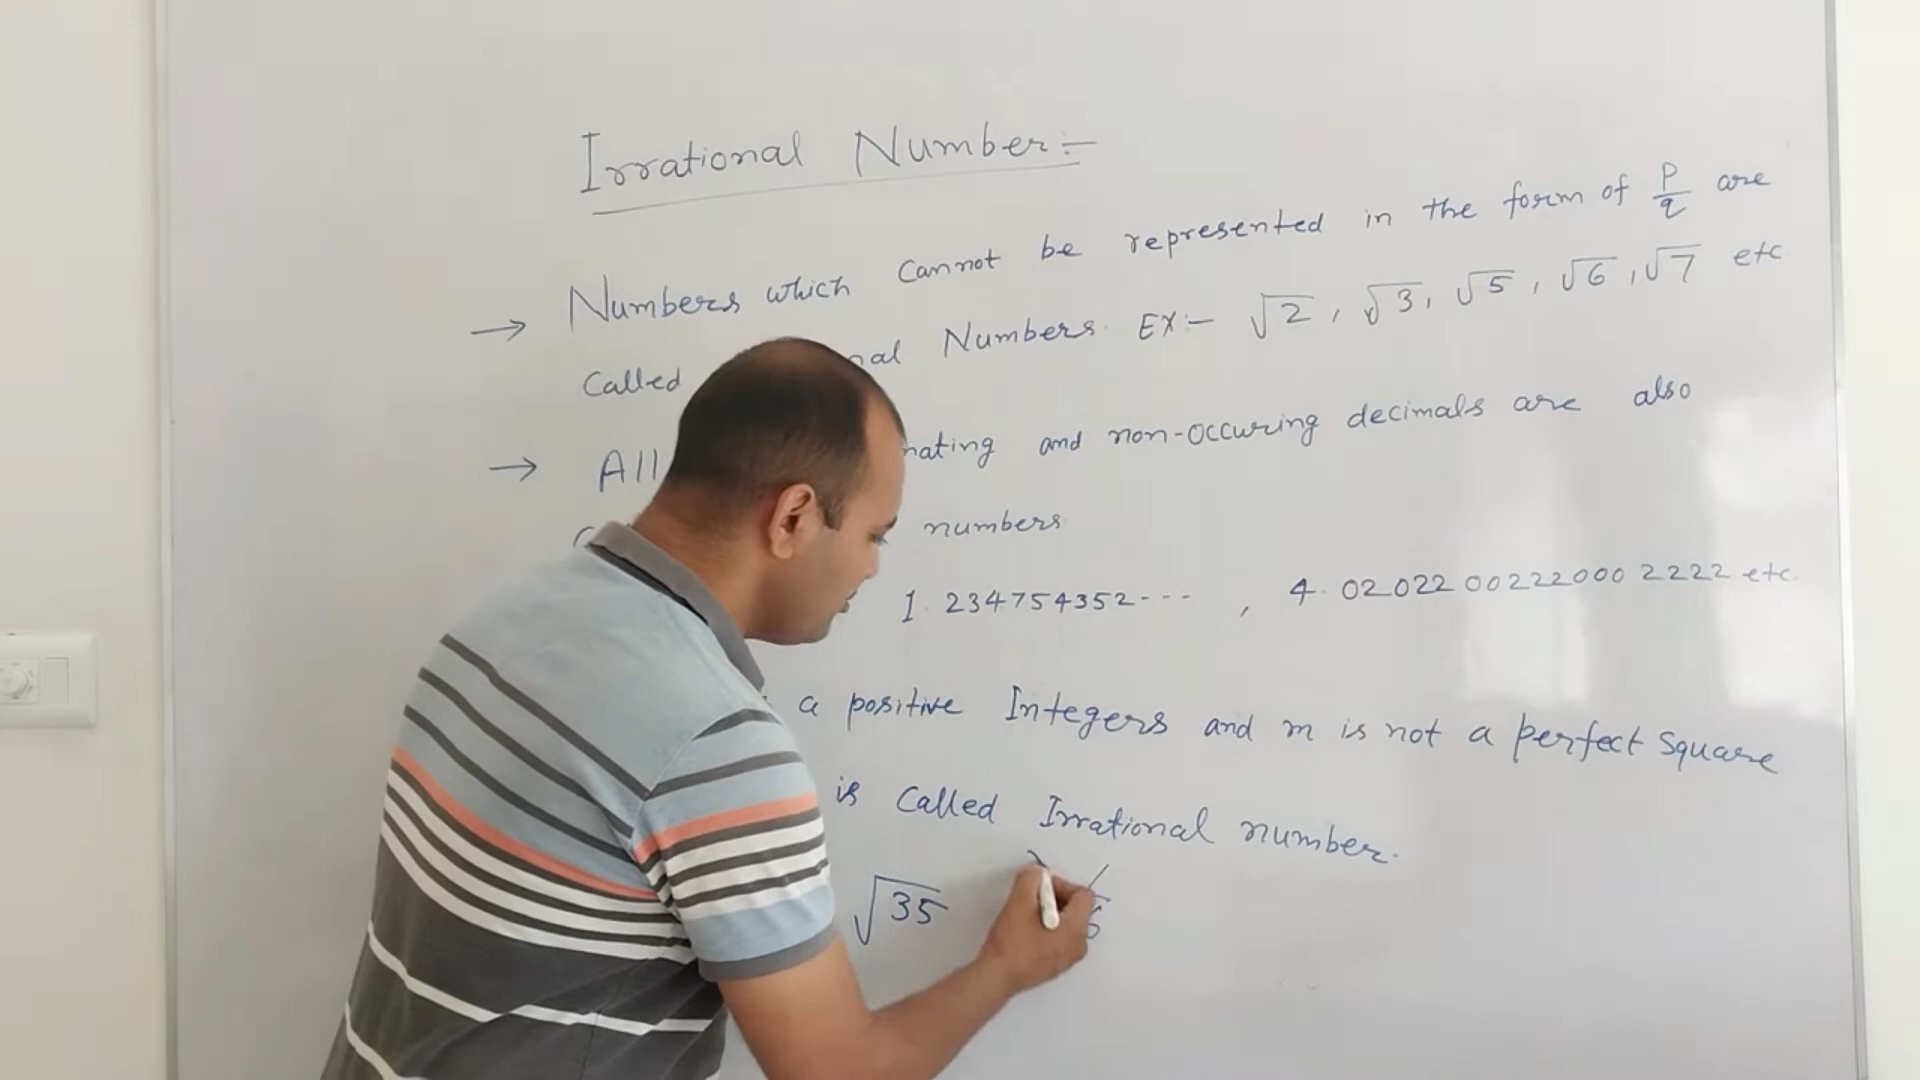 Irrational Number:-
→ Numbers which cannot be represented in the form of P/q are
Called nal Numbers. EX:- √2, √3, √5, √6, √7 etc
→ All nating and non-occuring decimals are also
numbers
1.234754352--- , 4.02022002220002222 etc.
a positive Integers and m is not a perfect square
is called Irrational number.
√35